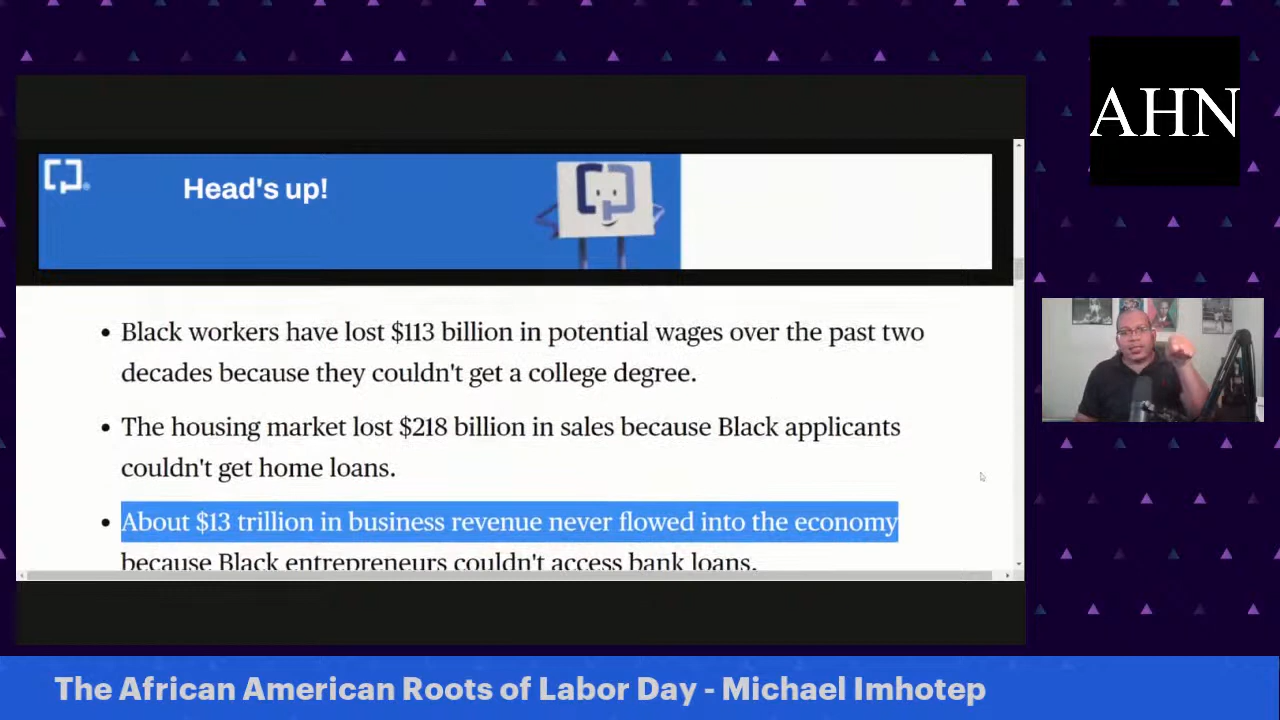 AHN
Head's up!
• Black workers have lost $113 billion in potential wages over the past two
decades because they couldn't get a college degree.
• The housing market lost $218 billion in sales because Black applicants
couldn't get home loans.
• About $13 trillion in business revenue never flowed into the economy
because Black entrepreneurs couldn't access bank loans.
The African American Roots of Labor Day - Michael Imhotep